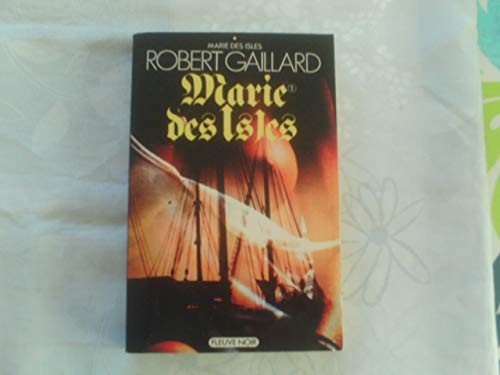 MARIE DES ISLES
ROBERT GAILLARD
Marie ①
des Isles
FLEUVE NOIR